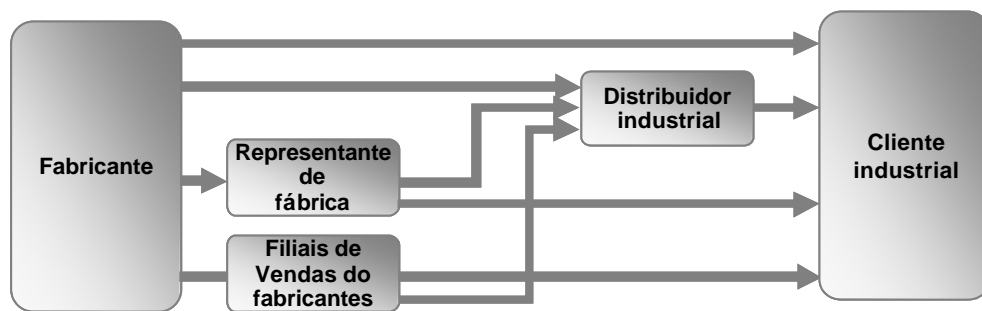 Fabricante
Representante
de
fábrica
Filiais de
Vendas do
fabricantes
Distribuidor
industrial
Cliente
industrial